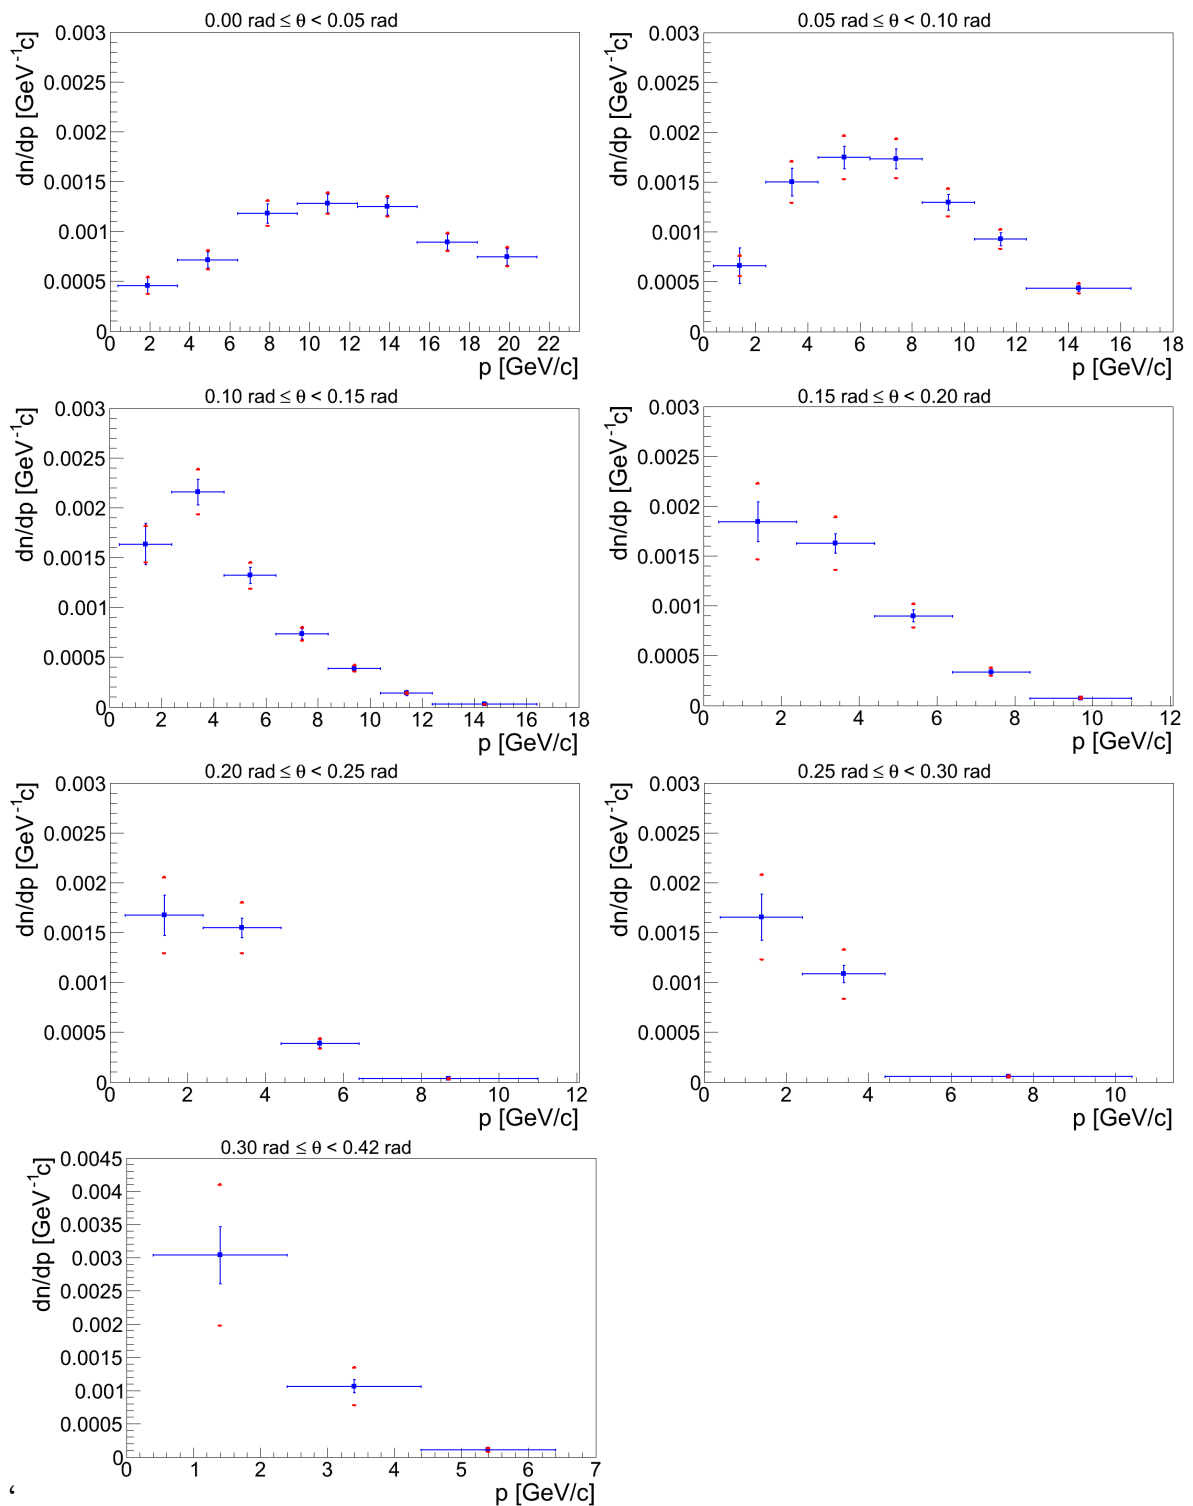 0.00 rad ≤ θ < 0.05 rad
dn/dp [GeV⁻¹c]
0.003
0.0025
0.002
0.0015
0.001
0.0005
0
0 2 4 6 8 10 12 14 16 18 20 22
p [GeV/c]
0.05 rad ≤ θ < 0.10 rad
dn/dp [GeV⁻¹c]
0.003
0.0025
0.002
0.0015
0.001
0.0005
0
0 2 4 6 8 10 12 14 16 18
p [GeV/c]
0.10 rad ≤ θ < 0.15 rad
dn/dp [GeV⁻¹c]
0.003
0.0025
0.002
0.0015
0.001
0.0005
0
0 2 4 6 8 10 12 14 16 18
p [GeV/c]
0.15 rad ≤ θ < 0.20 rad
dn/dp [GeV⁻¹c]
0.003
0.0025
0.002
0.0015
0.001
0.0005
0
0 2 4 6 8 10 12
p [GeV/c]
0.20 rad ≤ θ < 0.25 rad
dn/dp [GeV⁻¹c]
0.003
0.0025
0.002
0.0015
0.001
0.0005
0
0 2 4 6 8 10 12
p [GeV/c]
0.25 rad ≤ θ < 0.30 rad
dn/dp [GeV⁻¹c]
0.003
0.0025
0.002
0.0015
0.001
0.0005
0
0 2 4 6 8 10
p [GeV/c]
0.30 rad ≤ θ < 0.42 rad
dn/dp [GeV⁻¹c]
0.0045
0.004
0.0035
0.003
0.0025
0.002
0.0015
0.001
0.0005
0
0 1 2 3 4 5 6 7
p [GeV/c]
‘